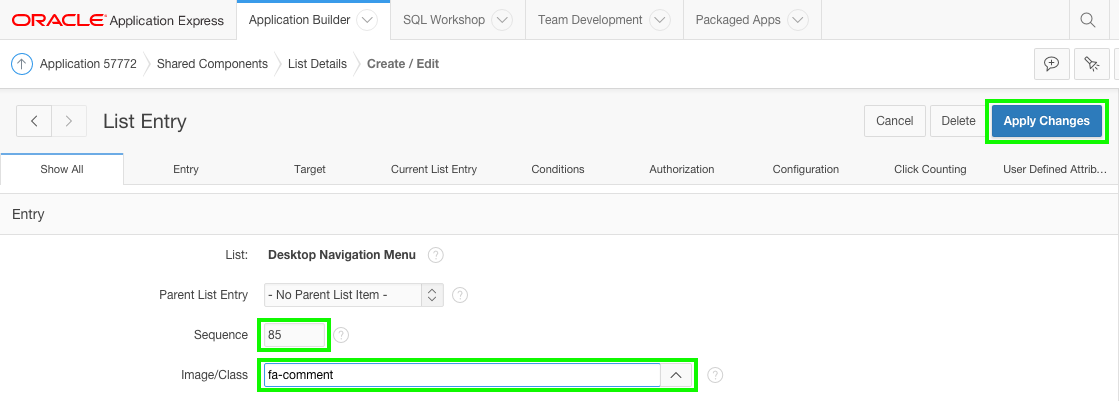 ORACLE® Application Express Application Builder SQL Workshop Team Development Packaged Apps
Application 57772 Shared Components List Details Create / Edit
List Entry Cancel Delete Apply Changes
Show All Entry Target Current List Entry Conditions Authorization Configuration Click Counting User Defined Attrib...
Entry
List: Desktop Navigation Menu ?
Parent List Entry - No Parent List Item - ?
Sequence 85 ?
Image/Class fa-comment ?